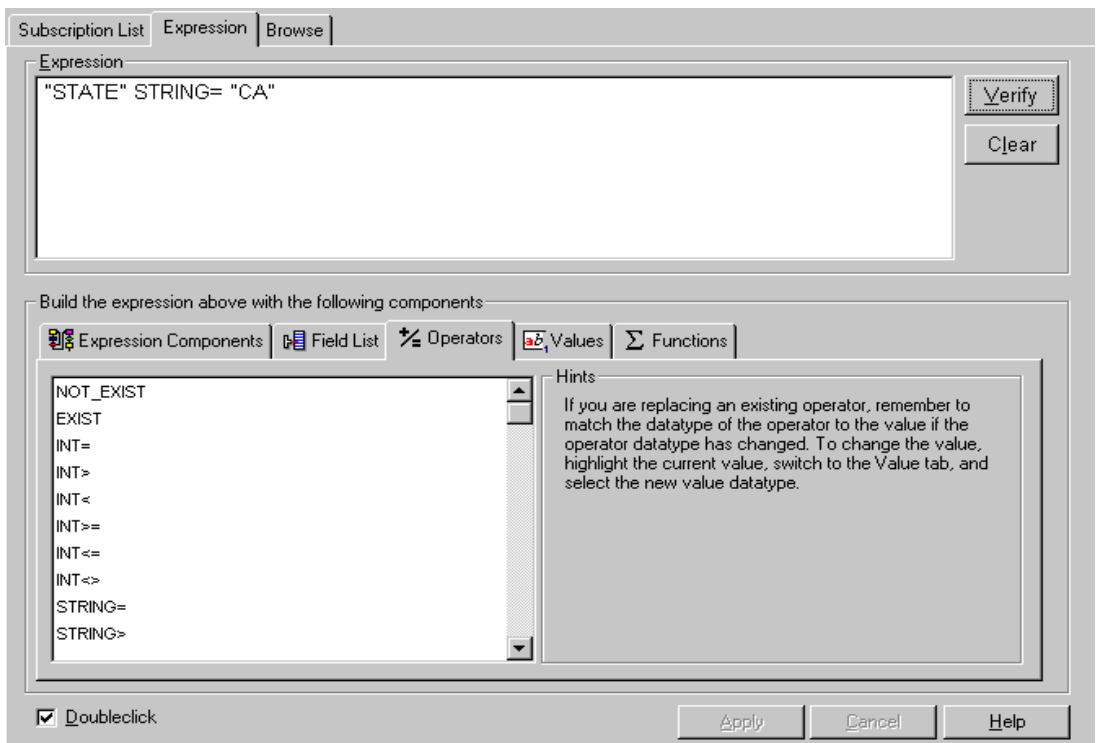 Subscription List Expression Browse
Expression
"STATE" STRING= "CA"
Verify
Clear
Build the expression above with the following components
Expression Components Field List Operators Values Functions
NOT_EXIST
EXIST
INT=
INT>
INT<
INT>=
INT<=
INT<>
STRING=
STRING>
Hints
If you are replacing an existing operator, remember to
match the datatype of the operator to the value if the
operator datatype has changed. To change the value,
highlight the current value, switch to the Value tab, and
select the new value datatype.
Doubleclick
Apply Cancel Help